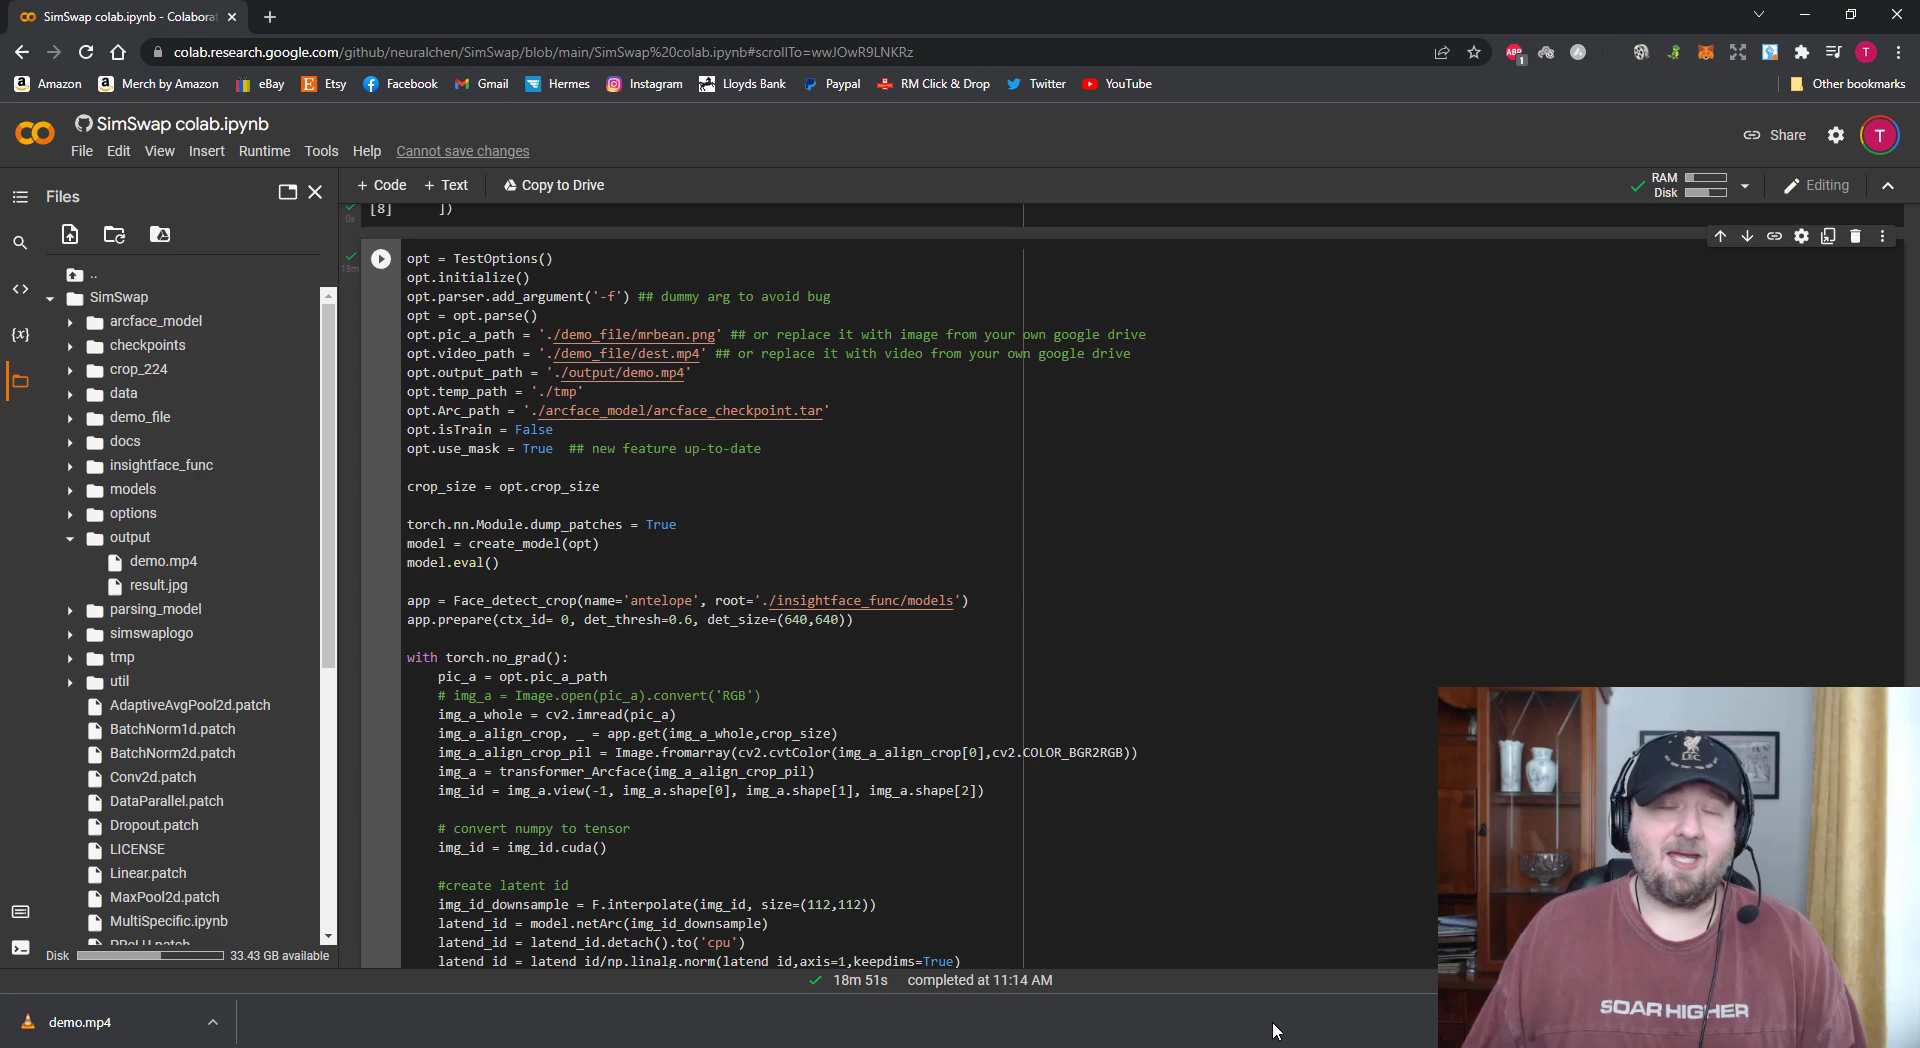 SimSwap colab.ipynb - Colaborat
colab.research.google.com/github/neuralchen/SimSwap/blob/main/SimSwap%20colab.ipynb#scrollTo=wwJOwR9LNKRz
ABP
1
T
Amazon
Merch by Amazon
eBay
Etsy
Facebook
Gmail
Hermes
Instagram
Lloyds Bank
Paypal
RM Click & Drop
Twitter
YouTube
Other bookmarks
SimSwap colab.ipynb
File Edit View Insert Runtime Tools Help Cannot save changes
Share
T
Files
+ Code + Text Copy to Drive
RAM
Disk
Editing
..
SimSwap
arcface_model
checkpoints
crop_224
data
demo_file
docs
insightface_func
models
options
output
demo.mp4
result.jpg
parsing_model
simswaplogo
tmp
util
AdaptiveAvgPool2d.patch
BatchNorm1d.patch
BatchNorm2d.patch
Conv2d.patch
DataParallel.patch
Dropout.patch
LICENSE
Linear.patch
MaxPool2d.patch
MultiSpecific.ipynb
PReLU.patch
Disk 33.43 GB available
[8] ])
0s
18m
opt = TestOptions()
opt.initialize()
opt.parser.add_argument('-f') ## dummy arg to avoid bug
opt = opt.parse()
opt.pic_a_path = './demo_file/mrbean.png' ## or replace it with image from your own google drive
opt.video_path = './demo_file/dest.mp4' ## or replace it with video from your own google drive
opt.output_path = './output/demo.mp4'
opt.temp_path = './tmp'
opt.Arc_path = './arcface_model/arcface_checkpoint.tar'
opt.isTrain = False
opt.use_mask = True ## new feature up-to-date
crop_size = opt.crop_size
torch.nn.Module.dump_patches = True
model = create_model(opt)
model.eval()
app = Face_detect_crop(name='antelope', root='./insightface_func/models')
app.prepare(ctx_id= 0, det_thresh=0.6, det_size=(640,640))
with torch.no_grad():
pic_a = opt.pic_a_path
# img_a = Image.open(pic_a).convert('RGB')
img_a_whole = cv2.imread(pic_a)
img_a_align_crop, _ = app.get(img_a_whole,crop_size)
img_a_align_crop_pil = Image.fromarray(cv2.cvtColor(img_a_align_crop[0],cv2.COLOR_BGR2RGB))
img_a = transformer_Arcface(img_a_align_crop_pil)
img_id = img_a.view(-1, img_a.shape[0], img_a.shape[1], img_a.shape[2])
# convert numpy to tensor
img_id = img_id.cuda()
#create latent id
img_id_downsample = F.interpolate(img_id, size=(112,112))
latend_id = model.netArc(img_id_downsample)
latend_id = latend_id.detach().to('cpu')
latend_id = latend_id/np.linalg.norm(latend_id,axis=1,keepdims=True)
18m 51s completed at 11:14 AM
demo.mp4
L.F.C.
SOAR HIGHER